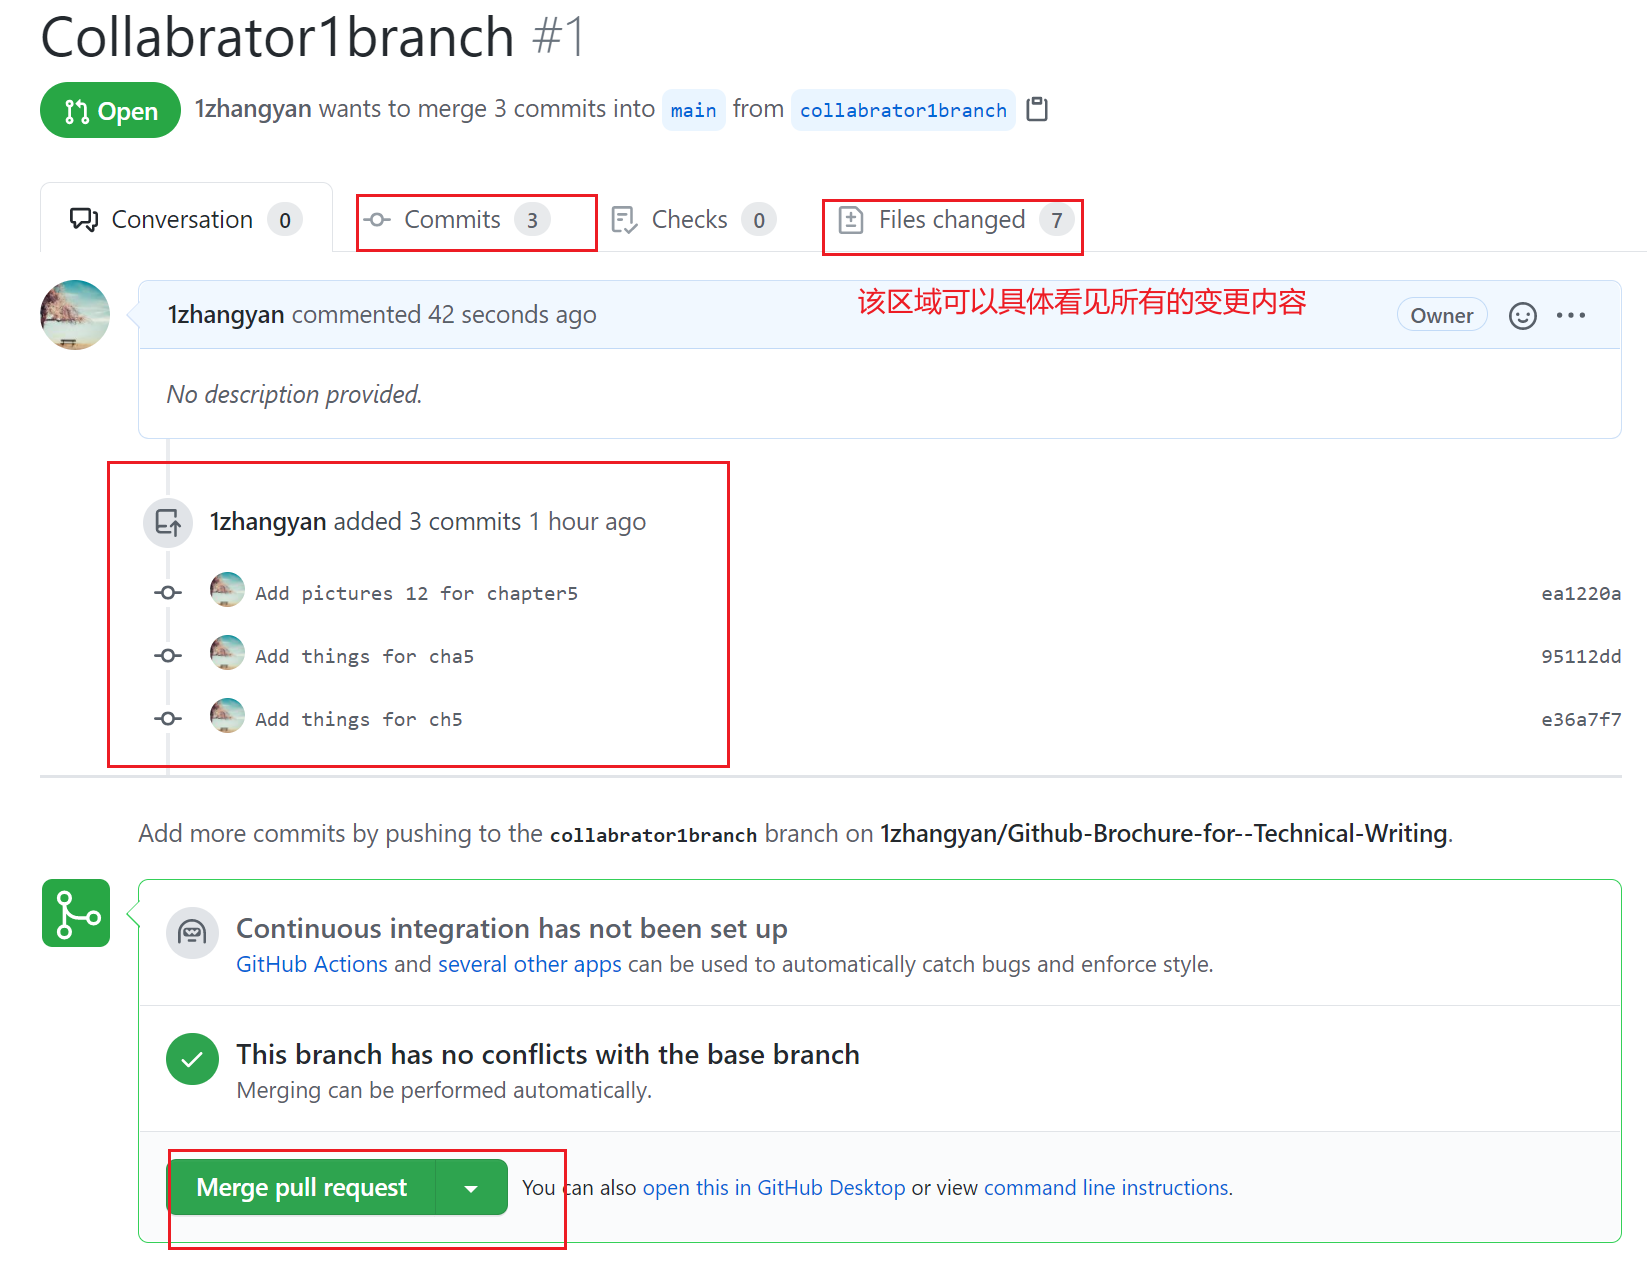 Collabrator1branch #1
Open 1zhangyan wants to merge 3 commits into main from collabrator1branch
Conversation 0 Commits 3 Checks 0 Files changed 7
1zhangyan commented 42 seconds ago 该区域可以具体看见所有的变更内容 Owner
No description provided.
1zhangyan added 3 commits 1 hour ago
Add pictures 12 for chapter5 ea1220a
Add things for cha5 95112dd
Add things for ch5 e36a7f7
Add more commits by pushing to the collabrator1branch branch on 1zhangyan/Github-Brochure-for--Technical-Writing.
Continuous integration has not been set up
GitHub Actions and several other apps can be used to automatically catch bugs and enforce style.
This branch has no conflicts with the base branch
Merging can be performed automatically.
Merge pull request You can also open this in GitHub Desktop or view command line instructions.